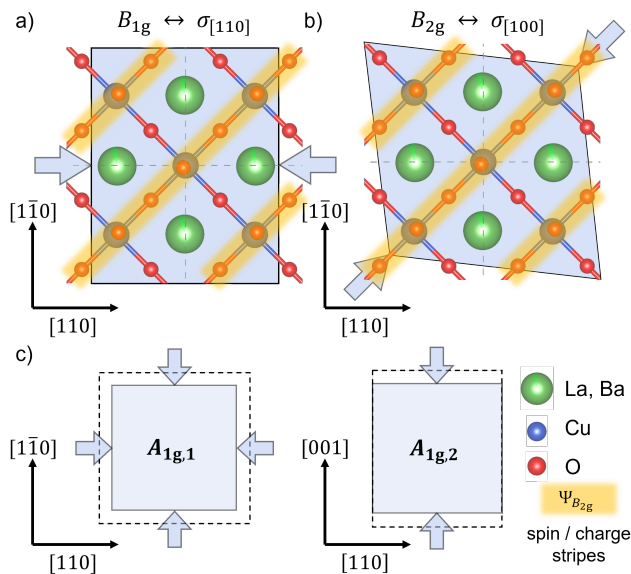 a) B₁g ↔ σ[110]
b) B₂g ↔ σ[100]
[11̄0]
[110]
[11̄0]
[110]
c)
[11̄0]
A₁g,₁
[110]
[001]
A₁g,₂
[110]
La, Ba
Cu
O
Ψ_B₂g
spin / charge
stripes